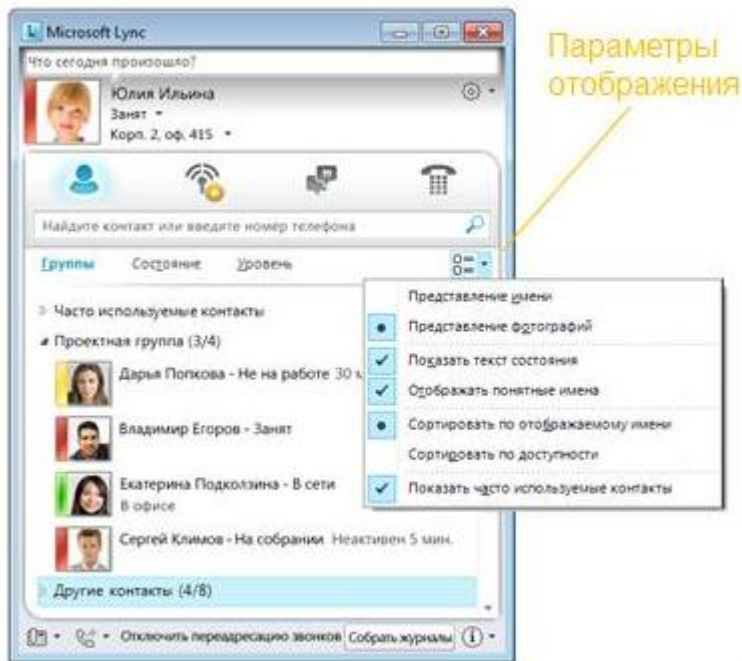 Microsoft Lync
Что сегодня произошло?
Юлия Ильина
Занят
Корп. 2, оф. 415
Найдите контакт или введите номер телефона
Группы Состояние Уровень
Часто используемые контакты
Проектная группа (3/4)
Дарья Попкова - Не на работе 30
Владимир Егоров - Занят
Екатерина Подколзина - В сети
В офисе
Сергей Климов - На собрании Неактивен 5 мин.
Другие контакты (4/8)
Отключить переадресацию звонков Собрать журналы
Параметры
отображения
Представление имени
Представление фотографий
Показать текст состояния
Отображать понятные имена
Сортировать по отображаемому имени
Сортировать по доступности
Показать часто используемые контакты